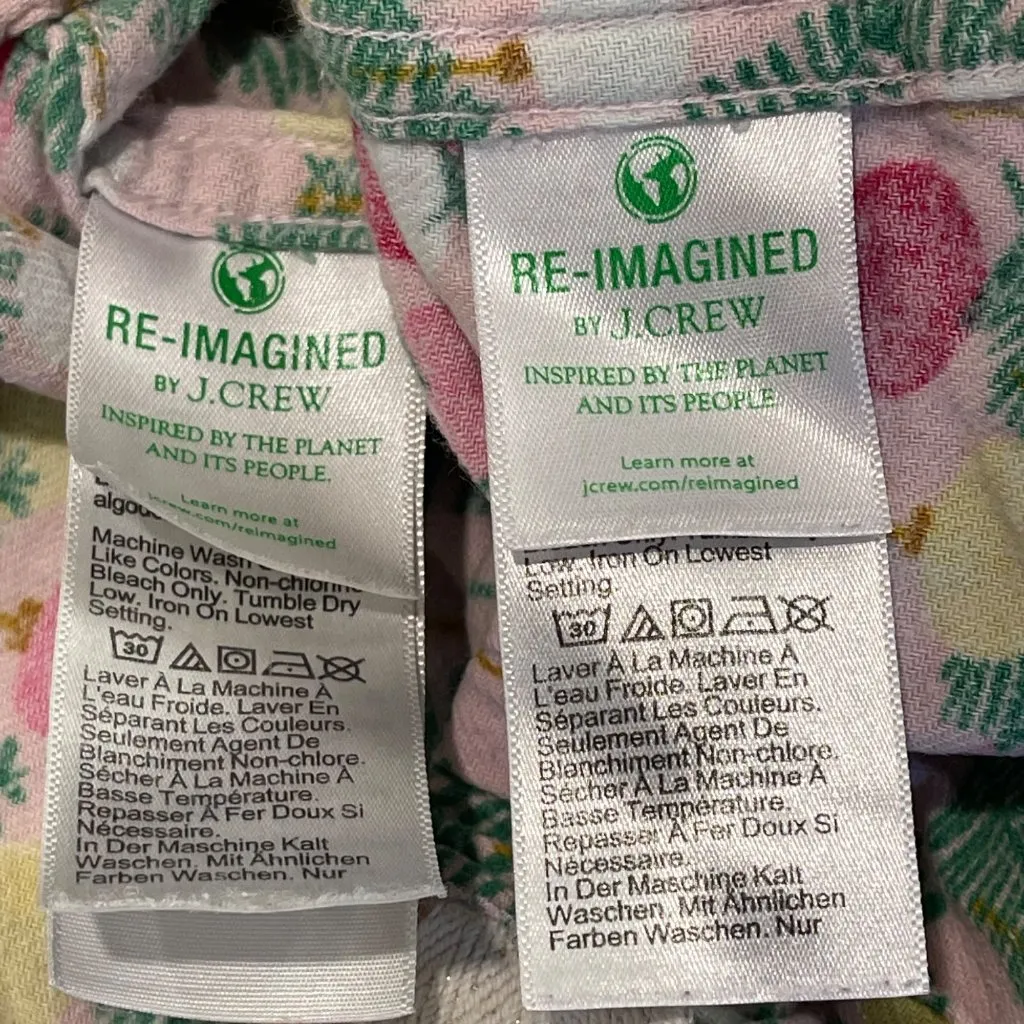 RE-IMAGINED
BY J.CREW
INSPIRED BY THE PLANET
AND ITS PEOPLE.
Learn more at
.com/reimagined
Machine Wash
Like Colors. Non-chlorine
Bleach Only. Tumble Dry
Low. Iron On Lowest
Setting.
30
Laver À La Machine À
L'eau Froide. Laver En
Séparant Les Couleurs.
Seulement Agent De
Blanchiment Non-chlore.
Sécher À La Machine À
Basse Température.
Repasser À Fer Doux Si
Nécessaire.
In Der Maschine Kalt
Waschen. Mit Ähnlichen
Farben Waschen. Nur
RE-IMAGINED
BY J.CREW
INSPIRED BY THE PLANET
AND ITS PEOPLE
Learn more at
jcrew.com/reimagined
Low. Iron On Lowest
Setting.
30
Laver À La Machine À
L'eau Froide. Laver En
Séparant Les Couleurs.
Seulement Agent De
Blanchiment Non-chlore.
Sécher À La Machine À
Basse Température.
Repasser À Fer Doux Si
Nécessaire.
In Der Maschine Kalt
Waschen. Mit Ähnlichen
Farben Waschen. Nur